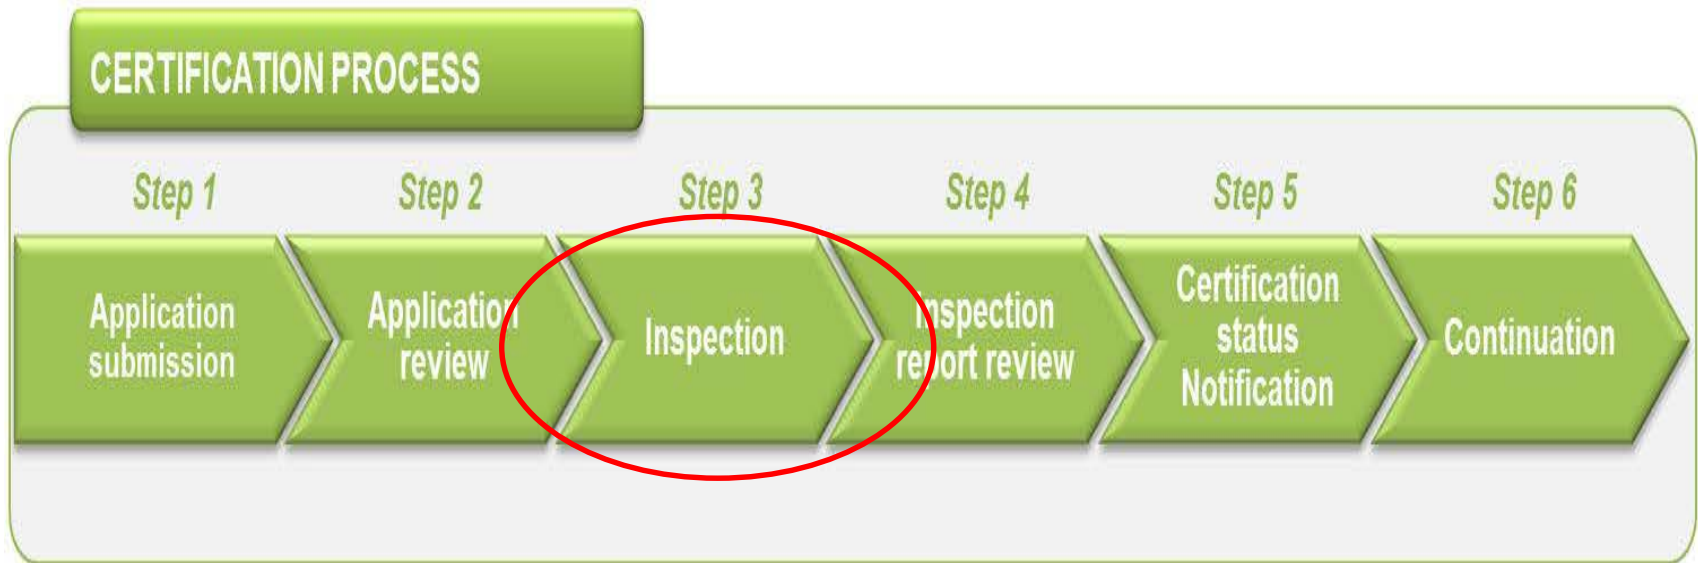 CERTIFICATION PROCESS
Step 1
Step 2
Step 3
Step 4
Step 5
Step 6
Application
submission
Application
review
Inspection
Inspection
report review
Certification
status
Notification
Continuation